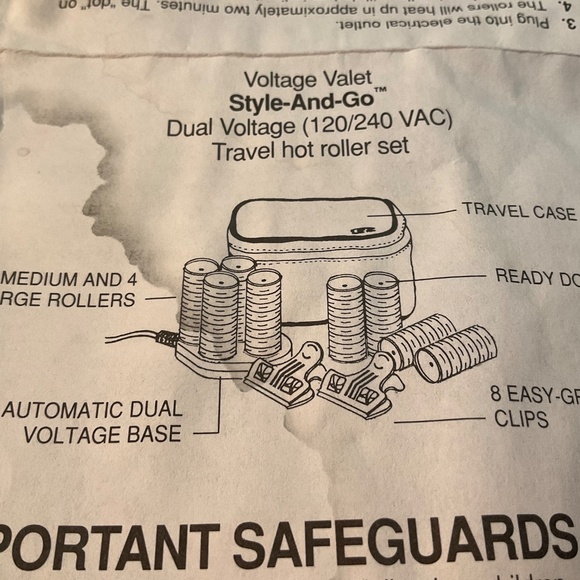 3. Plug into the electrical outlet.
4. The rollers will heat up in approximately two minutes. The "dot" on
Voltage Valet
Style-And-Go™
Dual Voltage (120/240 VAC)
Travel hot roller set
TRAVEL CASE
MEDIUM AND 4
RGE ROLLERS
READY DO
AUTOMATIC DUAL
VOLTAGE BASE
8 EASY-GR
CLIPS
PORTANT SAFEGUARDS